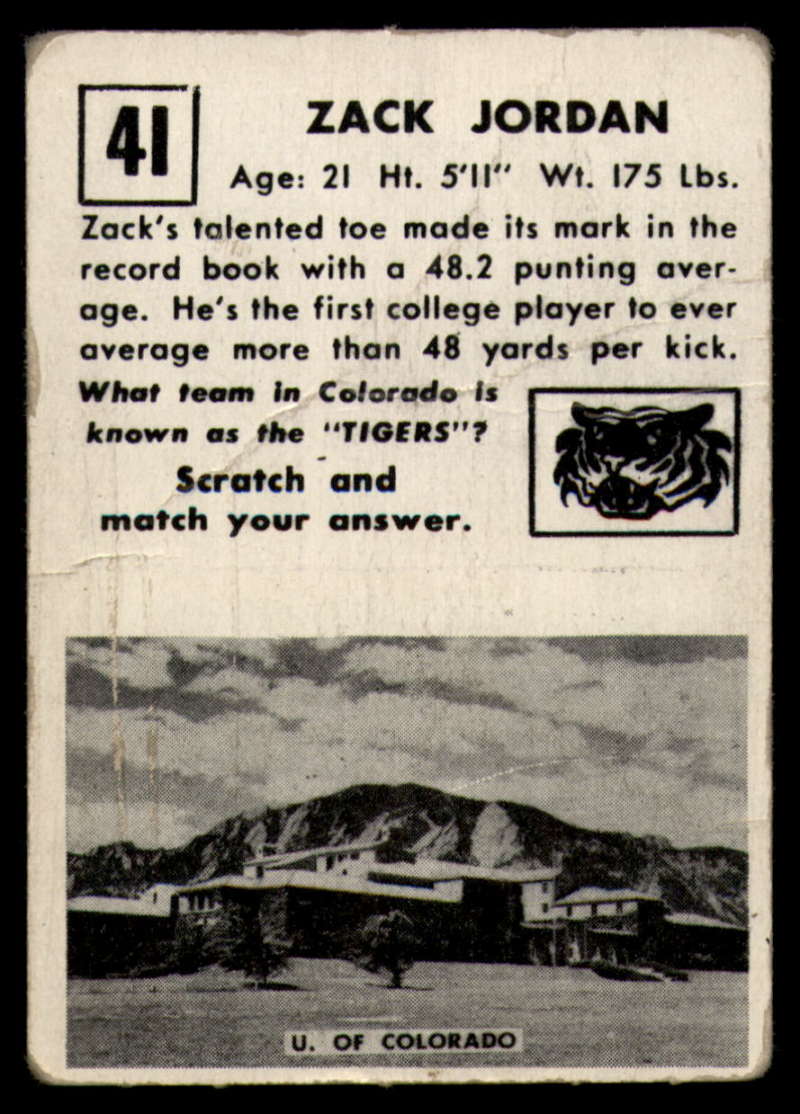 41
ZACK JORDAN
Age: 21 Ht. 5'11" Wt. 175 Lbs.
Zack's talented toe made its mark in the
record book with a 48.2 punting aver-
age. He's the first college player to ever
average more than 48 yards per kick.
What team in Colorado is
known as the "TIGERS"?
Scratch and
match your answer.
U. OF COLORADO